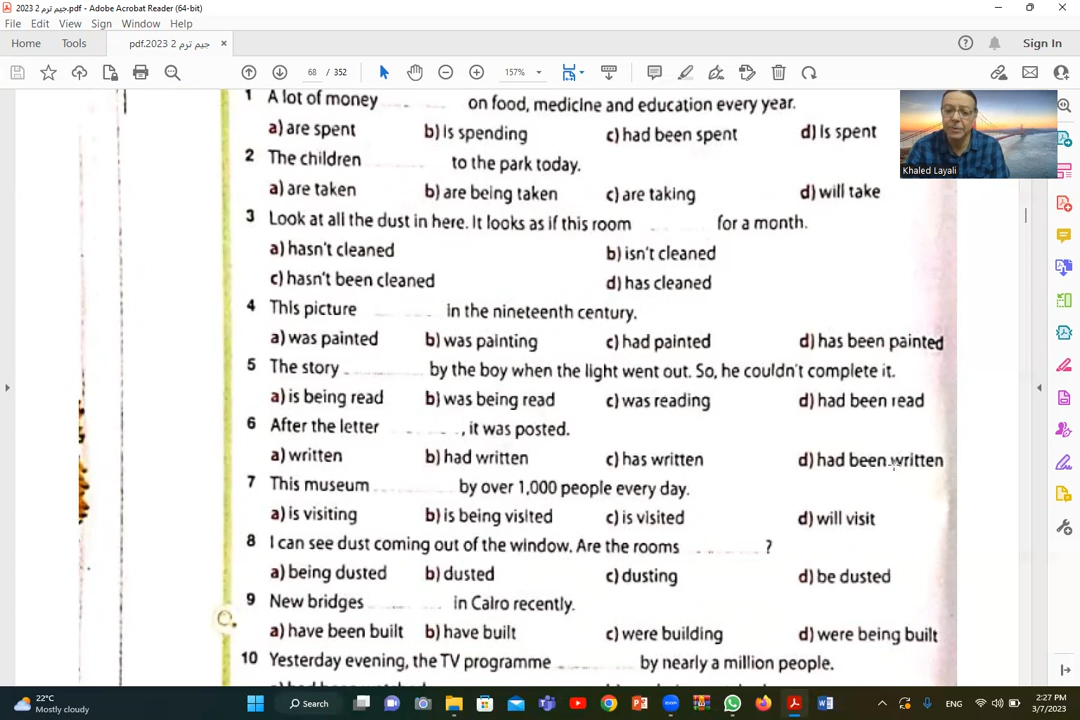 جيم ترم 2 2023.pdf - Adobe Acrobat Reader (64-bit)
File Edit View Sign Window Help
Home Tools جيم ترم 2 2023.pdf × Sign In
68 / 352 157%
1 A lot of money ........ on food, medicine and education every year.
a) are spent b) is spending c) had been spent d) is spent
2 The children ........ to the park today.
a) are taken b) are being taken c) are taking d) will take
3 Look at all the dust in here. It looks as if this room ........ for a month.
a) hasn't cleaned b) isn't cleaned
c) hasn't been cleaned d) has cleaned
4 This picture ........ in the nineteenth century.
a) was painted b) was painting c) had painted d) has been painted
5 The story ........ by the boy when the light went out. So, he couldn't complete it.
a) is being read b) was being read c) was reading d) had been read
6 After the letter ........, it was posted.
a) written b) had written c) has written d) had been written
7 This museum ........ by over 1,000 people every day.
a) is visiting b) is being visited c) is visited d) will visit
8 I can see dust coming out of the window. Are the rooms ........ ?
a) being dusted b) dusted c) dusting d) be dusted
9 New bridges ........ in Cairo recently.
a) have been built b) have built c) were building d) were being built
10 Yesterday evening, the TV programme ........ by nearly a million people.
Khaled Layali
22°C
Mostly cloudy
Search
ENG
2:27 PM
3/7/2023